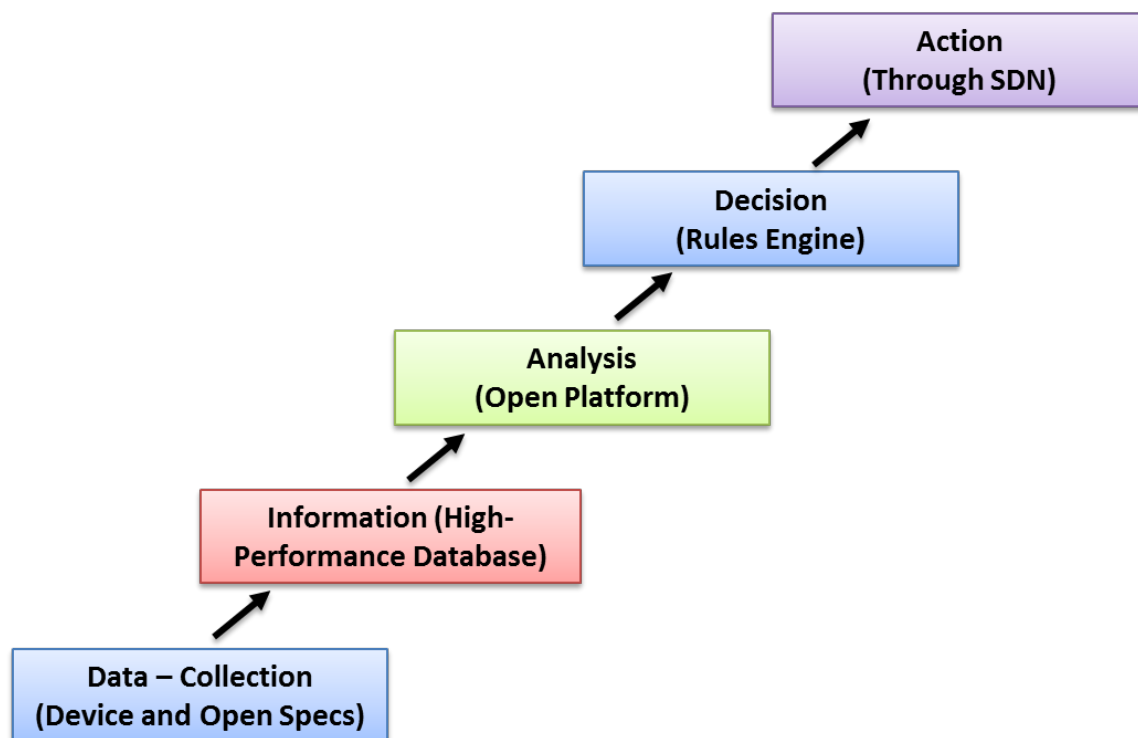 Action
(Through SDN)
Decision
(Rules Engine)
Analysis
(Open Platform)
Information (High-
Performance Database)
Data – Collection
(Device and Open Specs)